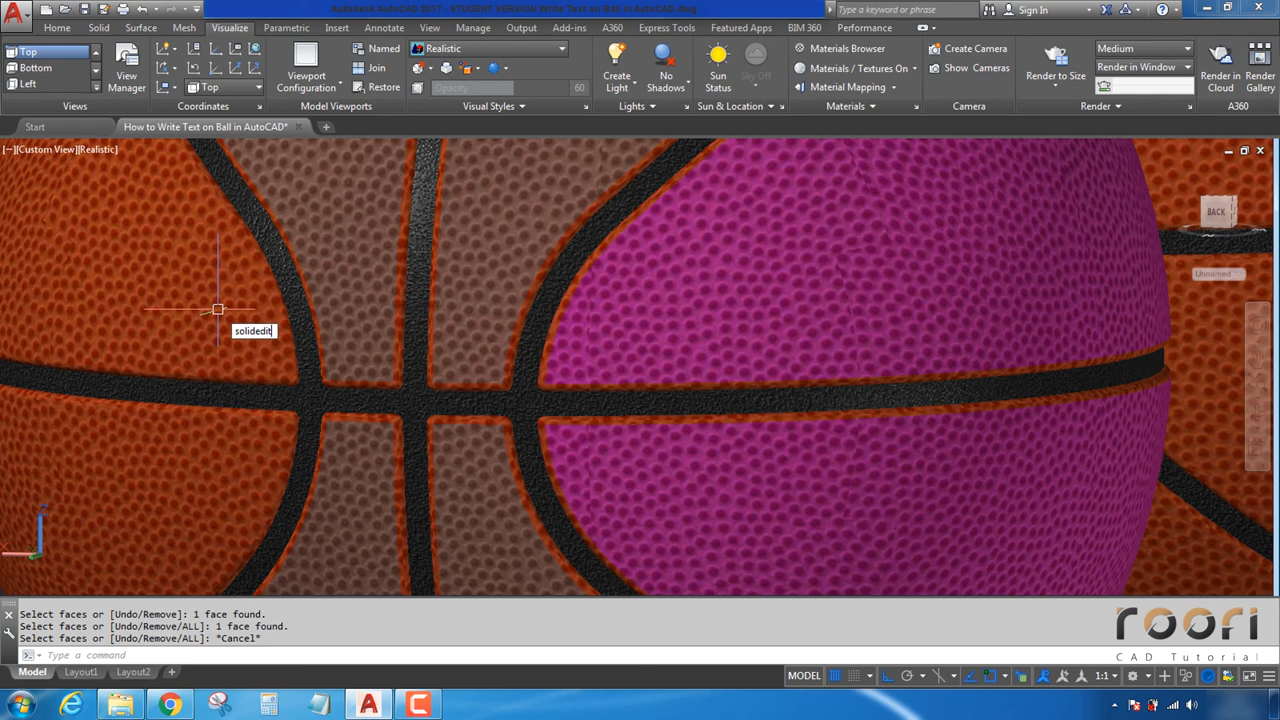 Autodesk AutoCAD 2017 - STUDENT VERSION Write Text on Ball in AutoCAD.dwg
Type a keyword or phrase
Sign In
Home Solid Surface Mesh Visualize Parametric Insert Annotate View Manage Output Add-ins A360 Express Tools Featured Apps BIM 360 Performance
Top
Bottom
Left
View
Manager
Top
Viewport
Configuration
Named
Join
Restore
Realistic
Opacity 60
Create
Light
No
Shadows
Sun
Status
Sky Off
Materials Browser
Materials / Textures On
Material Mapping
Create Camera
Show Cameras
Render to Size
Medium
Render in Window
Render in
Cloud
Render
Gallery
Views Coordinates Model Viewports Visual Styles Lights Sun & Location Materials Camera Render A360
Start How to Write Text on Ball in AutoCAD*
[−][Custom View][Realistic]
BACK
Unnamed
solidedit
Z
Select faces or [Undo/Remove]: 1 face found.
Select faces or [Undo/Remove/ALL]: 1 face found.
Select faces or [Undo/Remove/ALL]: *Cancel*
Type a command
roofi
CAD Tutorial
Model Layout1 Layout2
MODEL 1:1